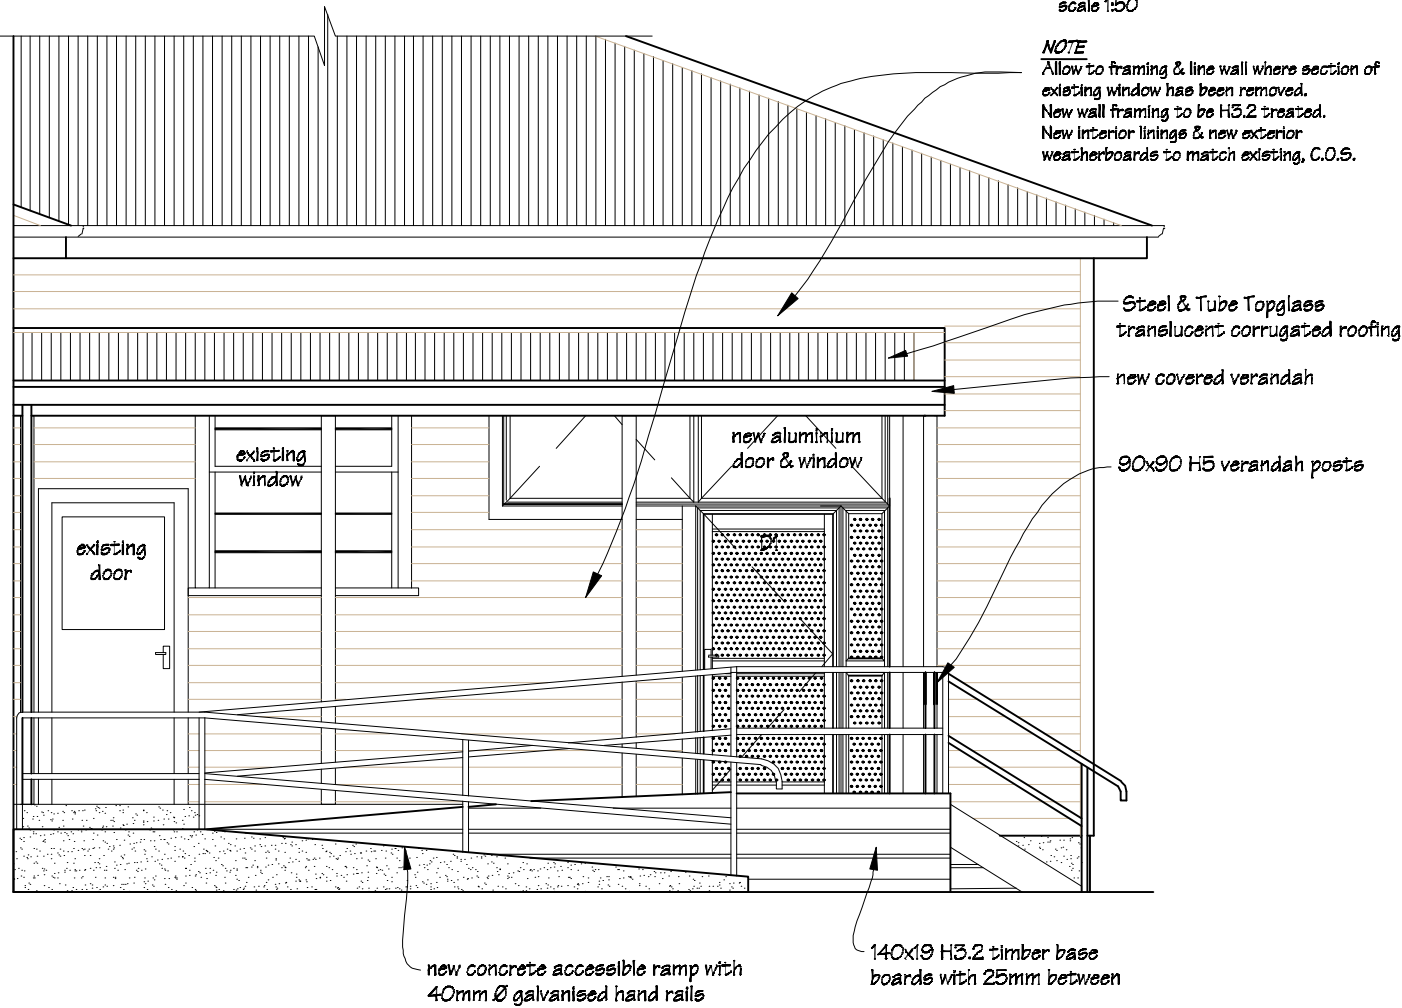 scale 1:50
NOTE
Allow to framing & line wall where section of
existing window has been removed.
New wall framing to be H3.2 treated.
New interior linings & new exterior
weatherboards to match existing, C.O.S.
Steel & Tube Topglass
translucent corrugated roofing
new covered verandah
90x90 H5 verandah posts
new aluminium
door & window
existing
window
existing
door
D1
new concrete accessible ramp with
40mm Ø galvanised hand rails
140x19 H3.2 timber base
boards with 25mm between